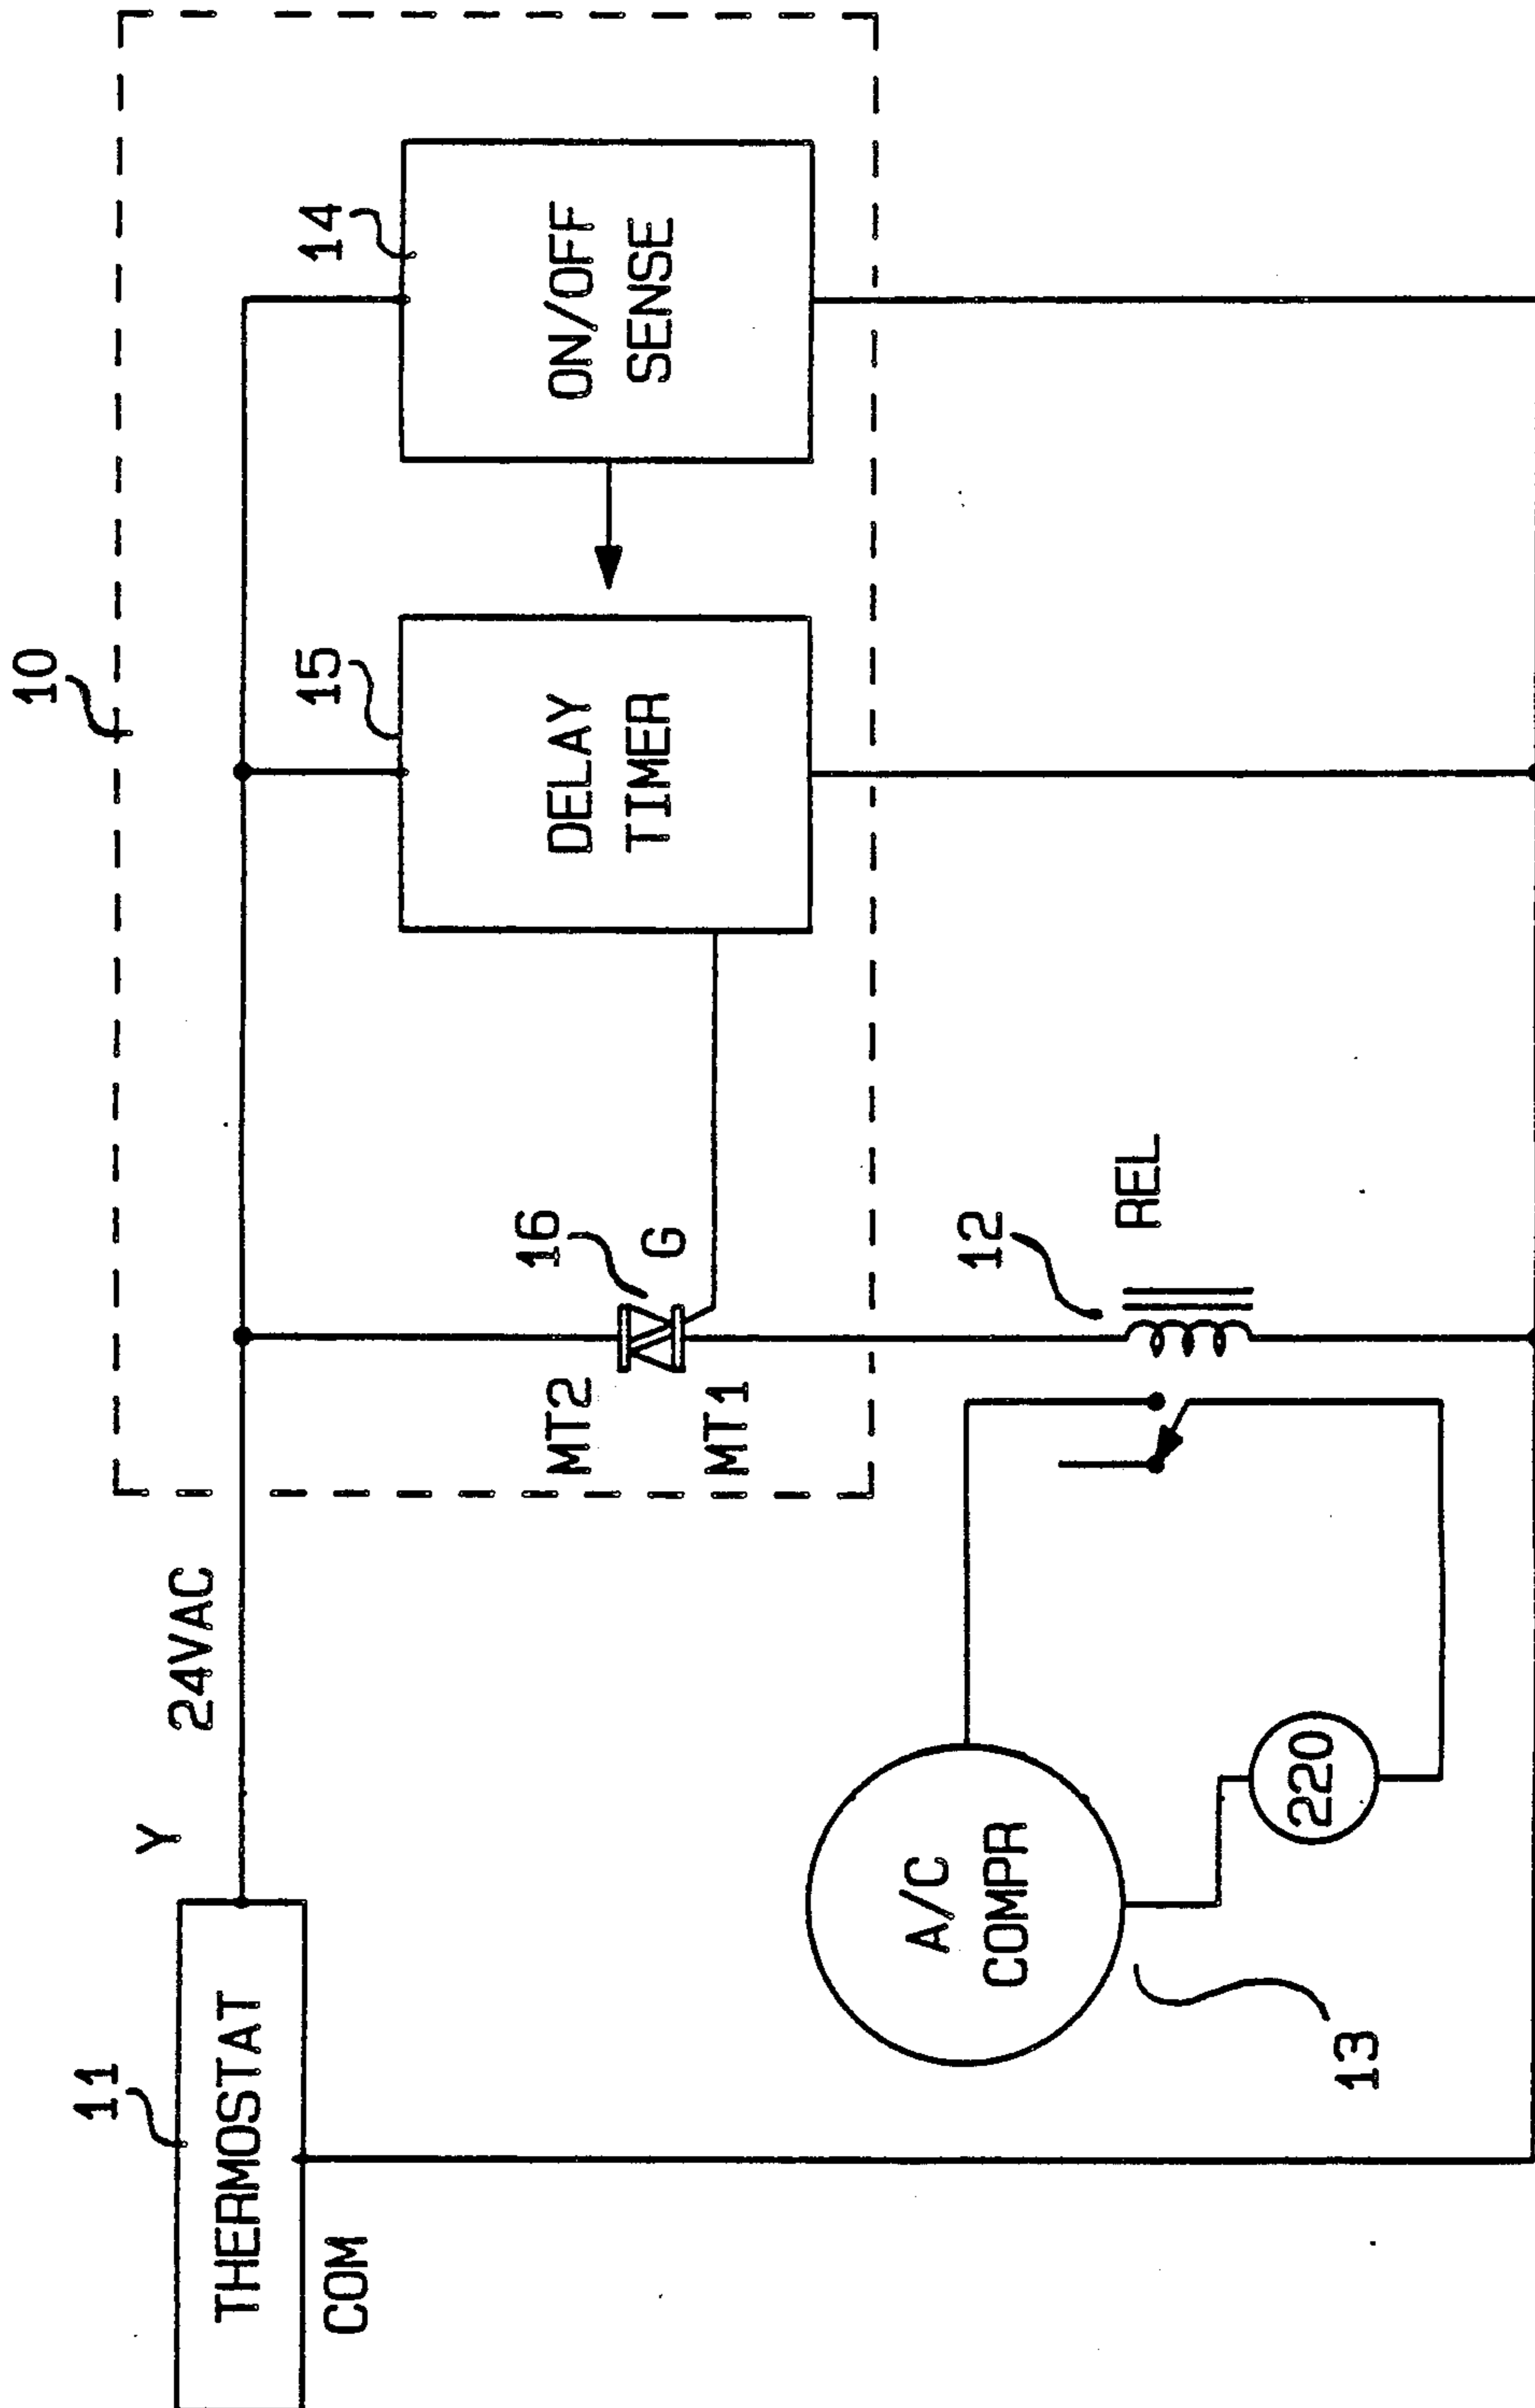 10
14
ON/OFF
SENSE
15
DELAY
TIMER
16
G
MT2
MT1
12
REL
24VAC
Y
11
THERMOSTAT
COM
A/C
COMPR
220
13